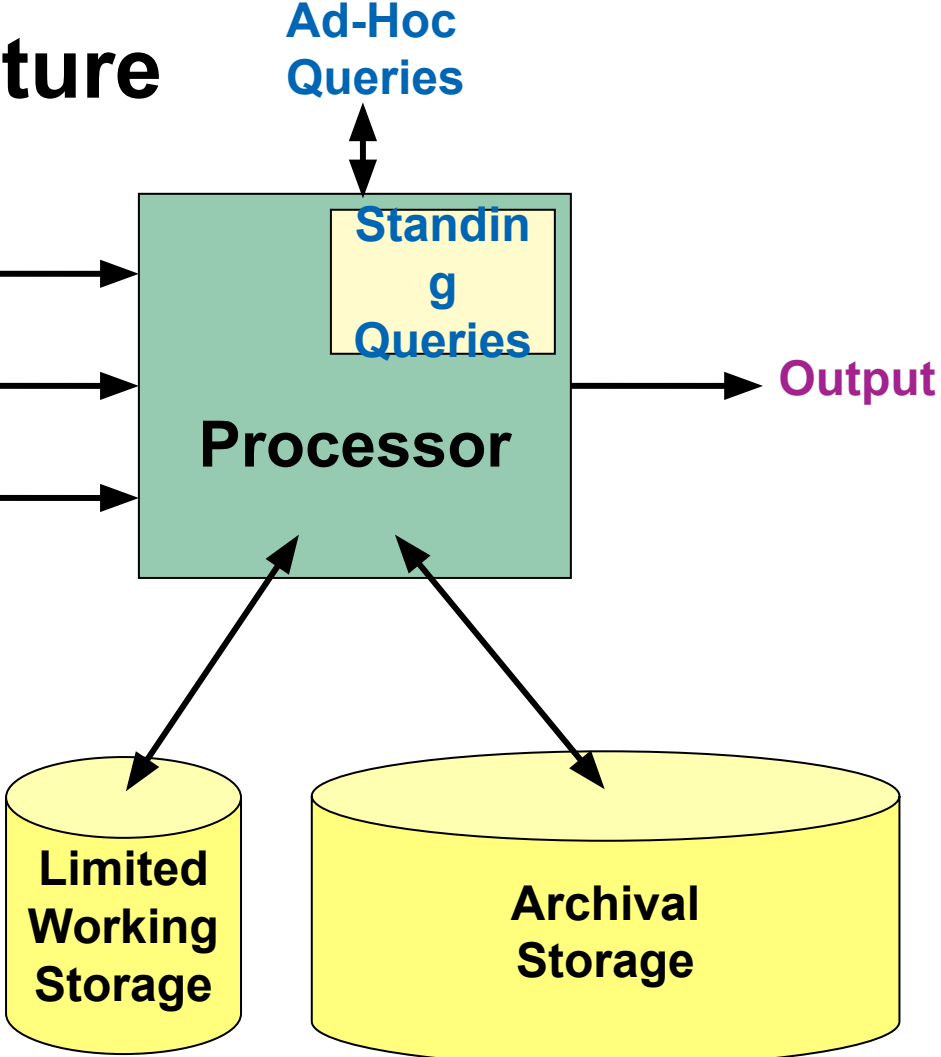 ture
Ad-Hoc
Queries
Standin
g
Queries
Processor
Output
Limited
Working
Storage
Archival
Storage